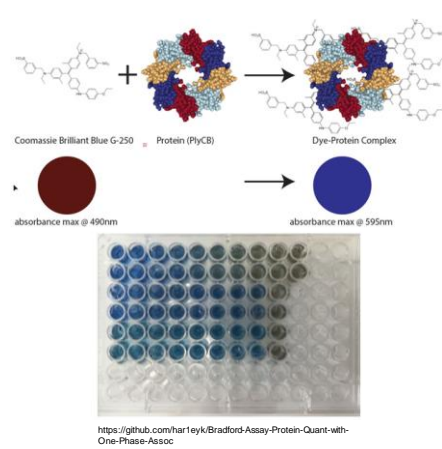 Coomassie Brilliant Blue G-250
Protein (PlyCB)
Dye-Protein Complex
absorbance max @ 490nm
absorbance max @ 595nm
https://github.com/har1eyk/Bradford-Assay-Protein-Quant-with-
One-Phase-Assoc